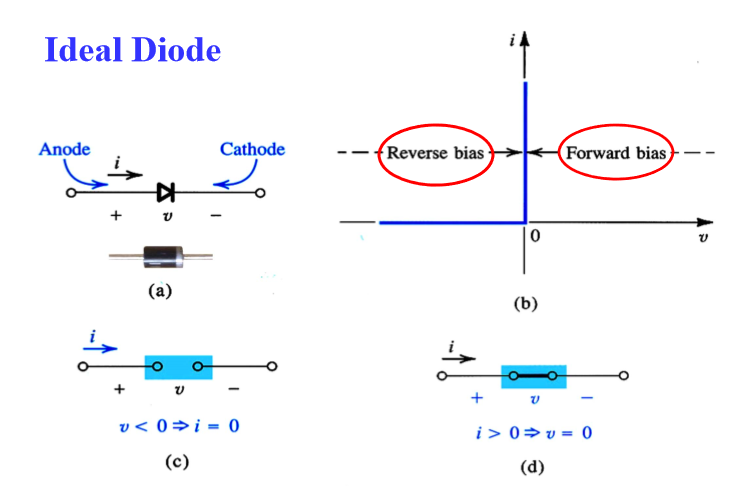 Ideal Diode
Anode
i
Cathode
+ v −
(a)
i
Reverse bias
Forward bias
0
v
(b)
i
+ v −
v < 0 ⇒ i = 0
(c)
i
+ v −
i > 0 ⇒ v = 0
(d)